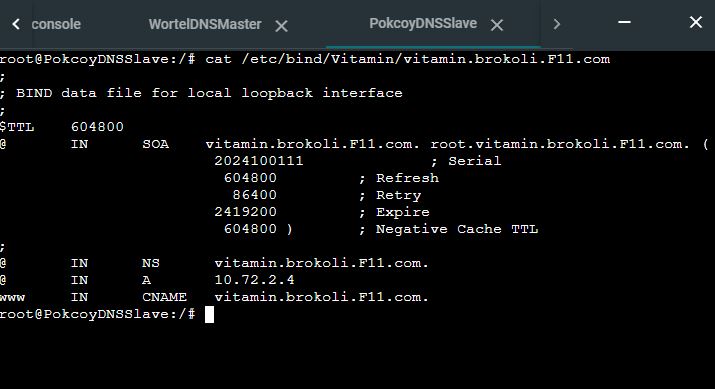 console WortelDNSMaster PokcoyDNSSlave
root@PokcoyDNSSlave:/# cat /etc/bind/Vitamin/vitamin.brokoli.F11.com
;
; BIND data file for local loopback interface
;
$TTL    604800
@       IN      SOA     vitamin.brokoli.F11.com. root.vitamin.brokoli.F11.com. (
                        2024100111              ; Serial
                         604800         ; Refresh
                          86400         ; Retry
                        2419200         ; Expire
                         604800 )       ; Negative Cache TTL
;
@       IN      NS      vitamin.brokoli.F11.com.
@       IN      A       10.72.2.4
www     IN      CNAME   vitamin.brokoli.F11.com.
root@PokcoyDNSSlave:/#